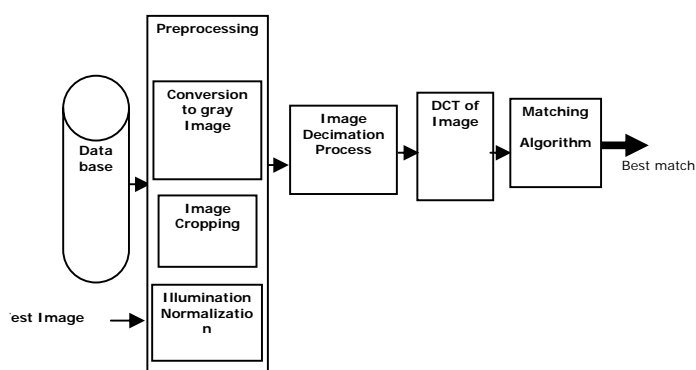 Preprocessing
Conversion
to gray
Image
Data
base
Image
Cropping
Illumination
Normalizatio
n
est Image
Image
Decimation
Process
DCT of
Image
Matching
Algorithm
Best match